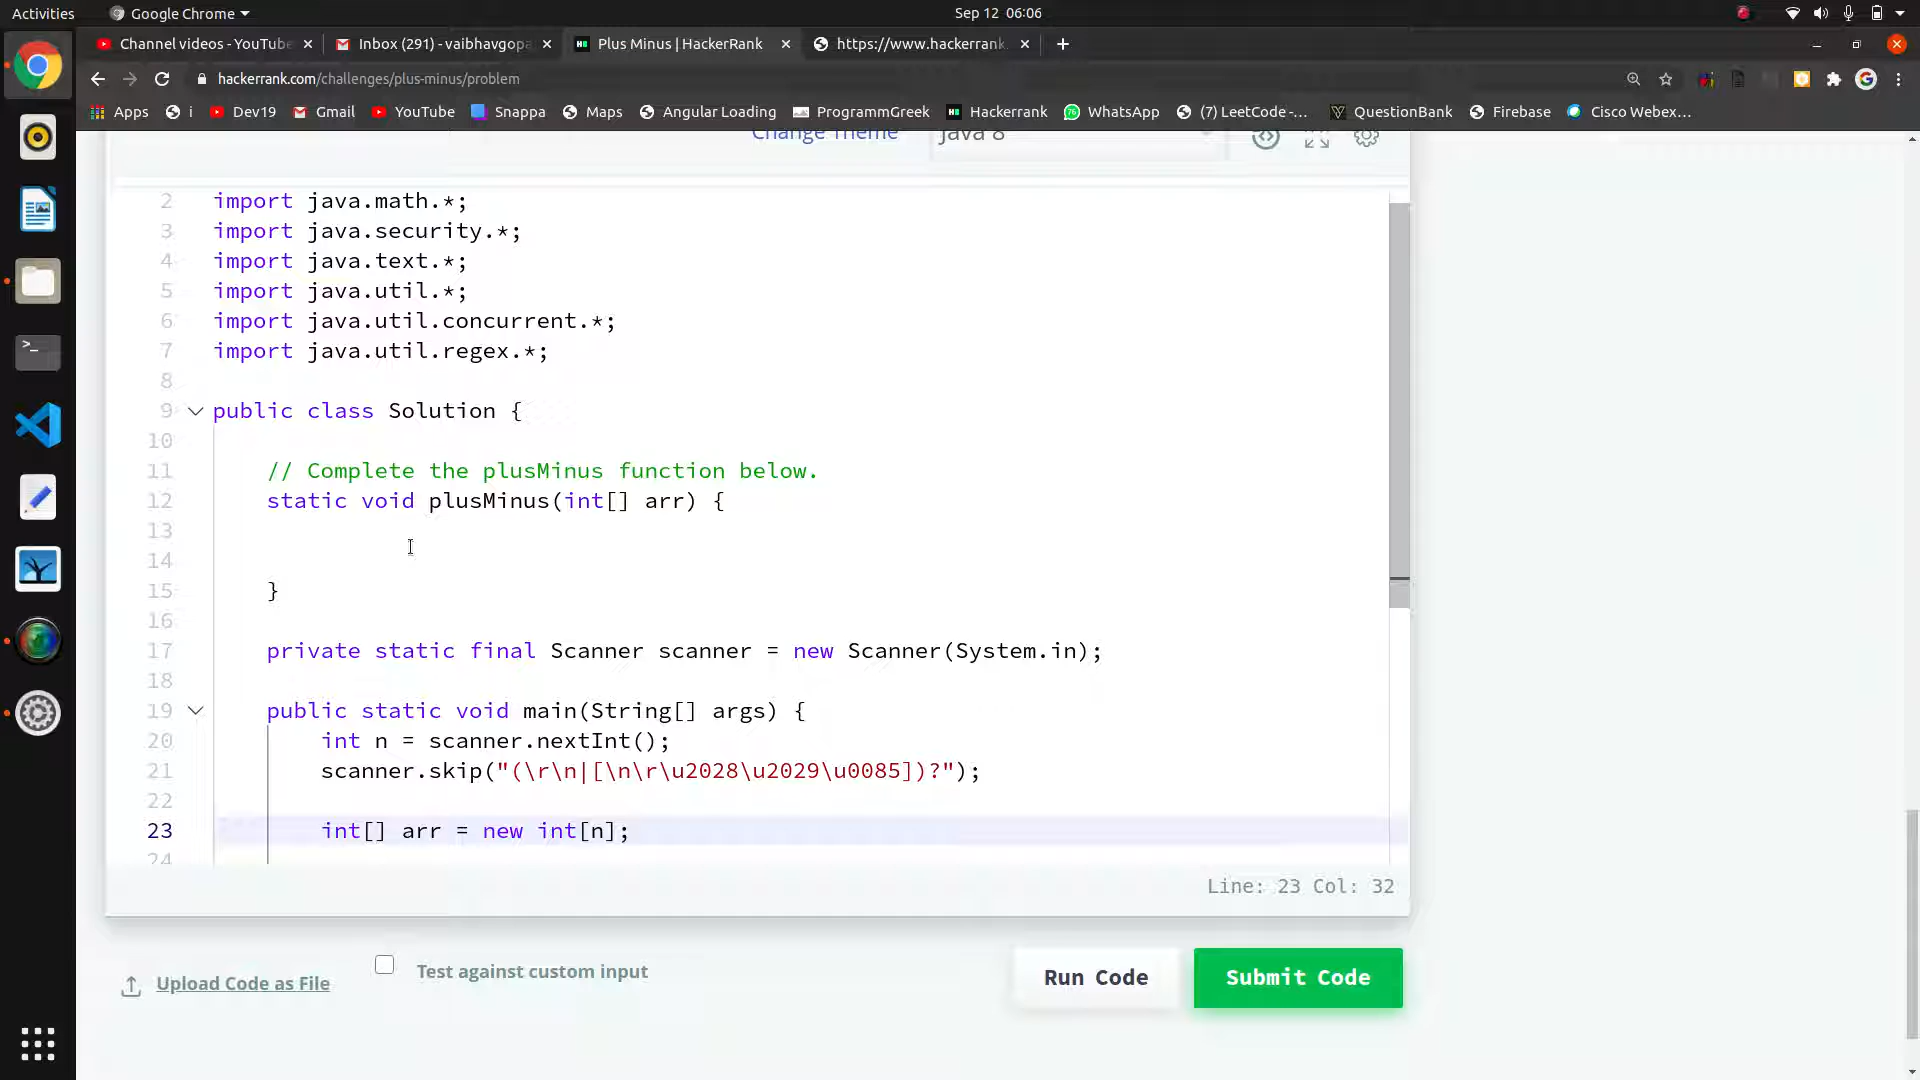 Activities
Google Chrome
Sep 12 06:06
Channel videos - YouTube
Inbox (291) - vaibhavgopa
Plus Minus | HackerRank
https://www.hackerrank.
hackerrank.com/challenges/plus-minus/problem
Apps
i
Dev19
Gmail
YouTube
Snappa
Maps
Angular Loading
ProgrammGreek
Hackerrank
WhatsApp
(7) LeetCode -...
QuestionBank
Firebase
Cisco Webex...
Change Theme
Java 8
2 import java.math.*;
3 import java.security.*;
4 import java.text.*;
5 import java.util.*;
6 import java.util.concurrent.*;
7 import java.util.regex.*;
8
9 public class Solution {
10
11 // Complete the plusMinus function below.
12 static void plusMinus(int[] arr) {
13
14
15 }
16
17 private static final Scanner scanner = new Scanner(System.in);
18
19 public static void main(String[] args) {
20 int n = scanner.nextInt();
21 scanner.skip("(\r\n|[\n\r\u2028\u2029\u0085])?");
22
23 int[] arr = new int[n];
24
Line: 23 Col: 32
Upload Code as File
Test against custom input
Run Code
Submit Code